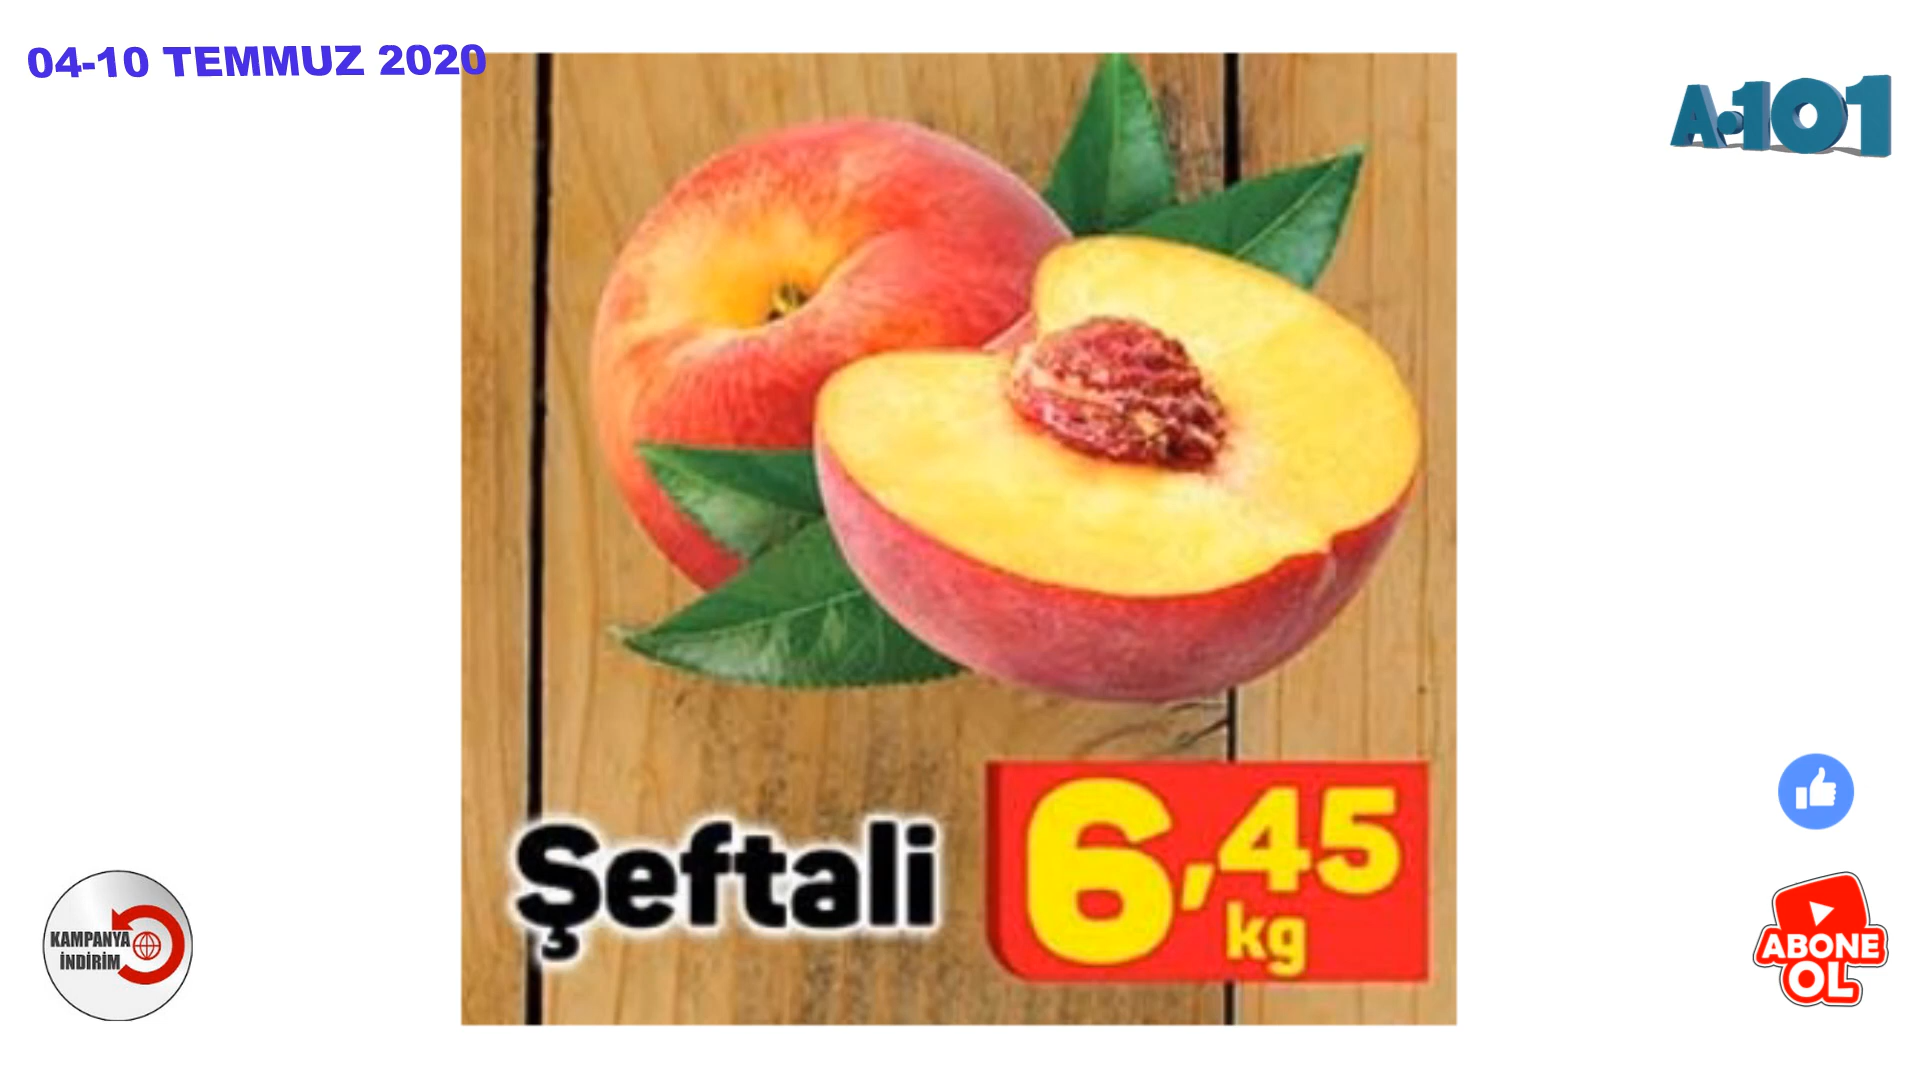 04-10 TEMMUZ 2020
A101
Şeftali
6,45
kg
KAMPANYA
İNDİRİM
ABONE
OL